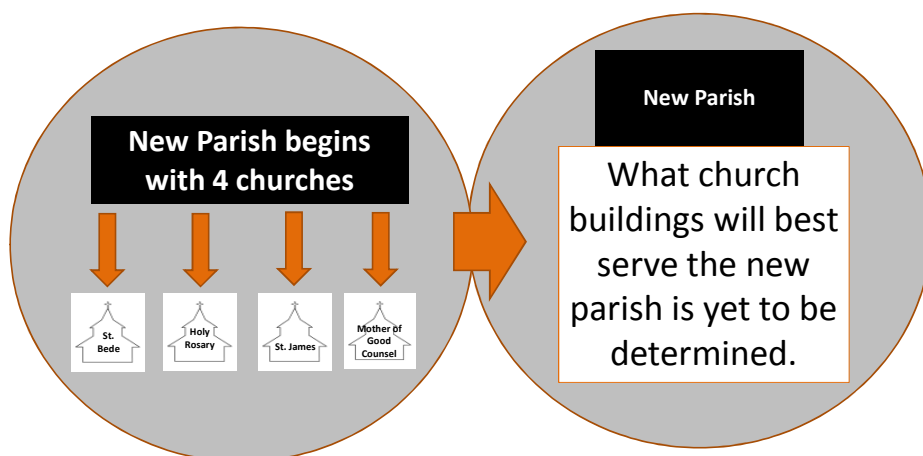 New Parish begins
with 4 churches
St.
Bede
Holy
Rosary
St. James
Mother of
Good
Counsel
New Parish
What church
buildings will best
serve the new
parish is yet to be
determined.